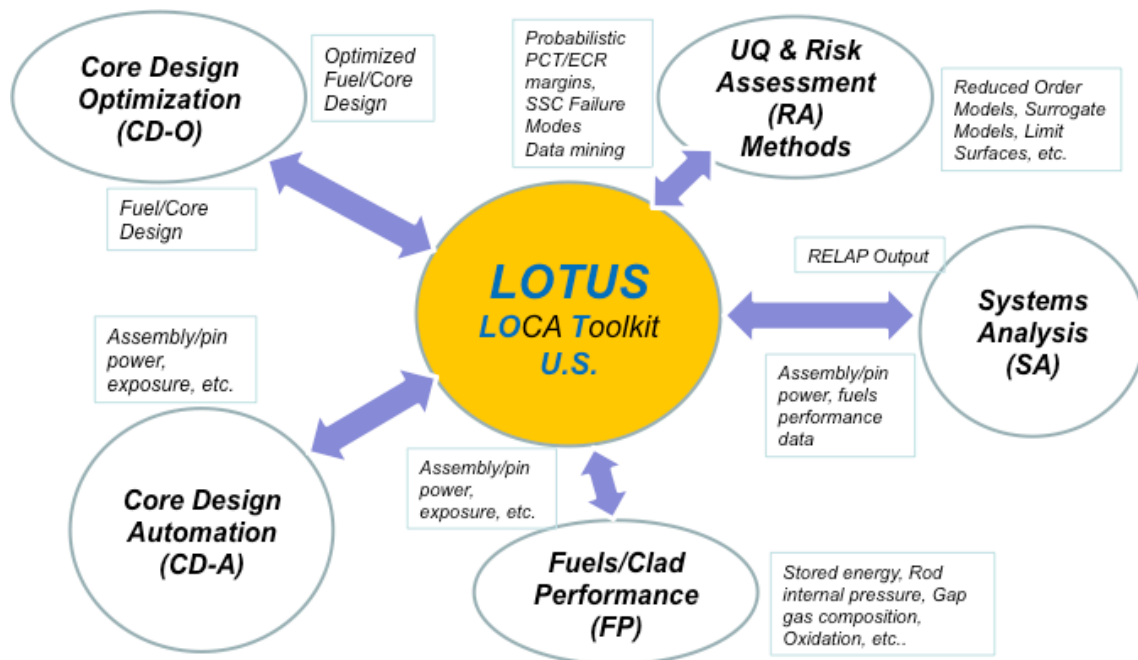 Core Design
Optimization
(CD-O)
Optimized
Fuel/Core
Design
Probabilistic
PCT/ECR
margins,
SSC Failure
Modes
Data mining
UQ & Risk
Assessment
(RA)
Methods
Reduced Order
Models, Surrogate
Models, Limit
Surfaces, etc.
Fuel/Core
Design
LOTUS
LOCA Toolkit
U.S.
RELAP Output
Systems
Analysis
(SA)
Assembly/pin
power,
exposure, etc.
Assembly/pin
power, fuels
performance
data
Core Design
Automation
(CD-A)
Assembly/pin
power,
exposure, etc.
Fuels/Clad
Performance
(FP)
Stored energy, Rod
internal pressure, Gap
gas composition,
Oxidation, etc..